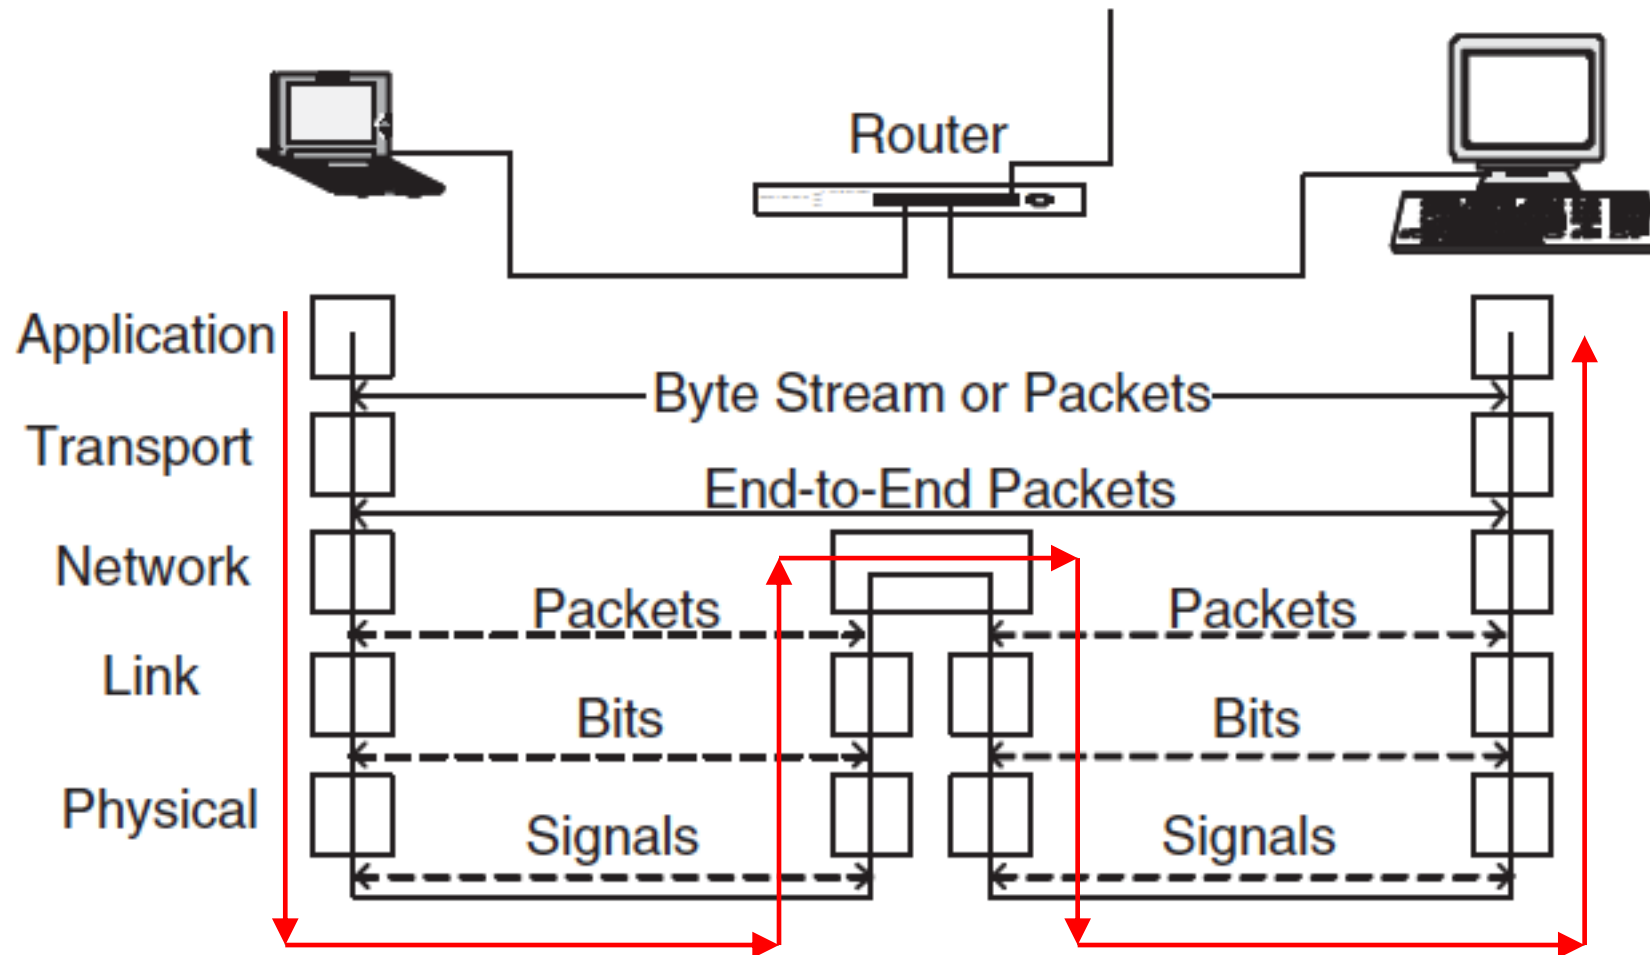 Router
Application
Byte Stream or Packets
Transport
End-to-End Packets
Network
Packets
Packets
Link
Bits
Bits
Physical
Signals
Signals